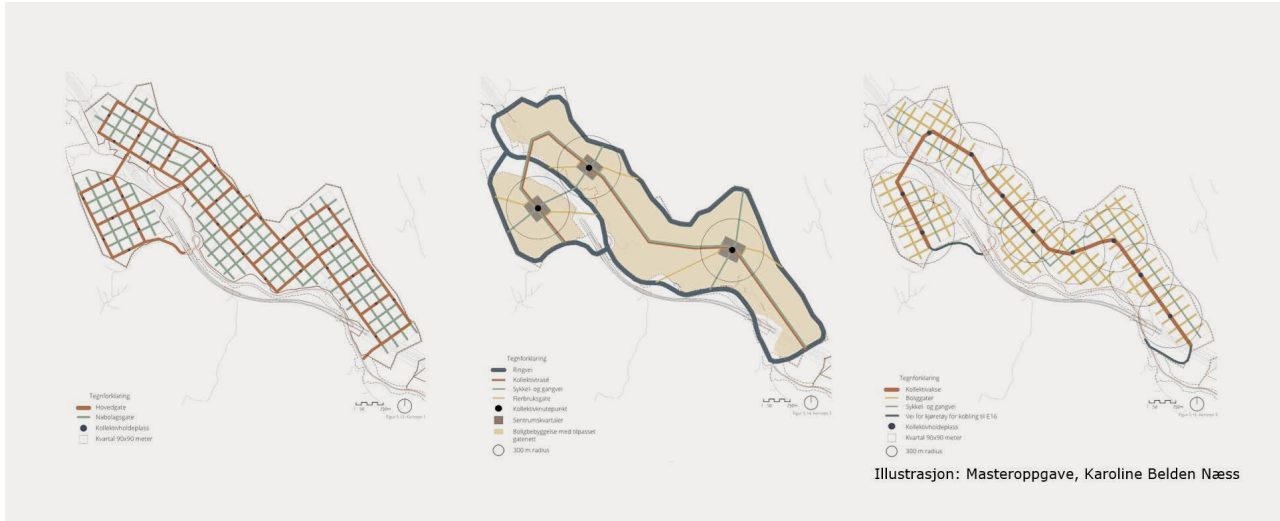 Tegnforklaring
Hovedgate
Nabolagsgate
Kollektivholdeplass
Kvartal 90x90 meter
Tegnforklaring
Ringvei
Kollektivtrasé
Sykkel- og gangvei
Flerbruksgate
Kollektivknutepunkt
Sentrumskvartaler
Boligbebyggelse med tilpasset
gatenett
300 m radius
Tegnforklaring
Kollektivakse
Boliggater
Sykkel- og gangvei
Vei for kjøretøy for kobling til E16
Kollektivholdeplass
Kvartal 90x90 meter
300 m radius
Illustrasjon: Masteroppgave, Karoline Belden Næss